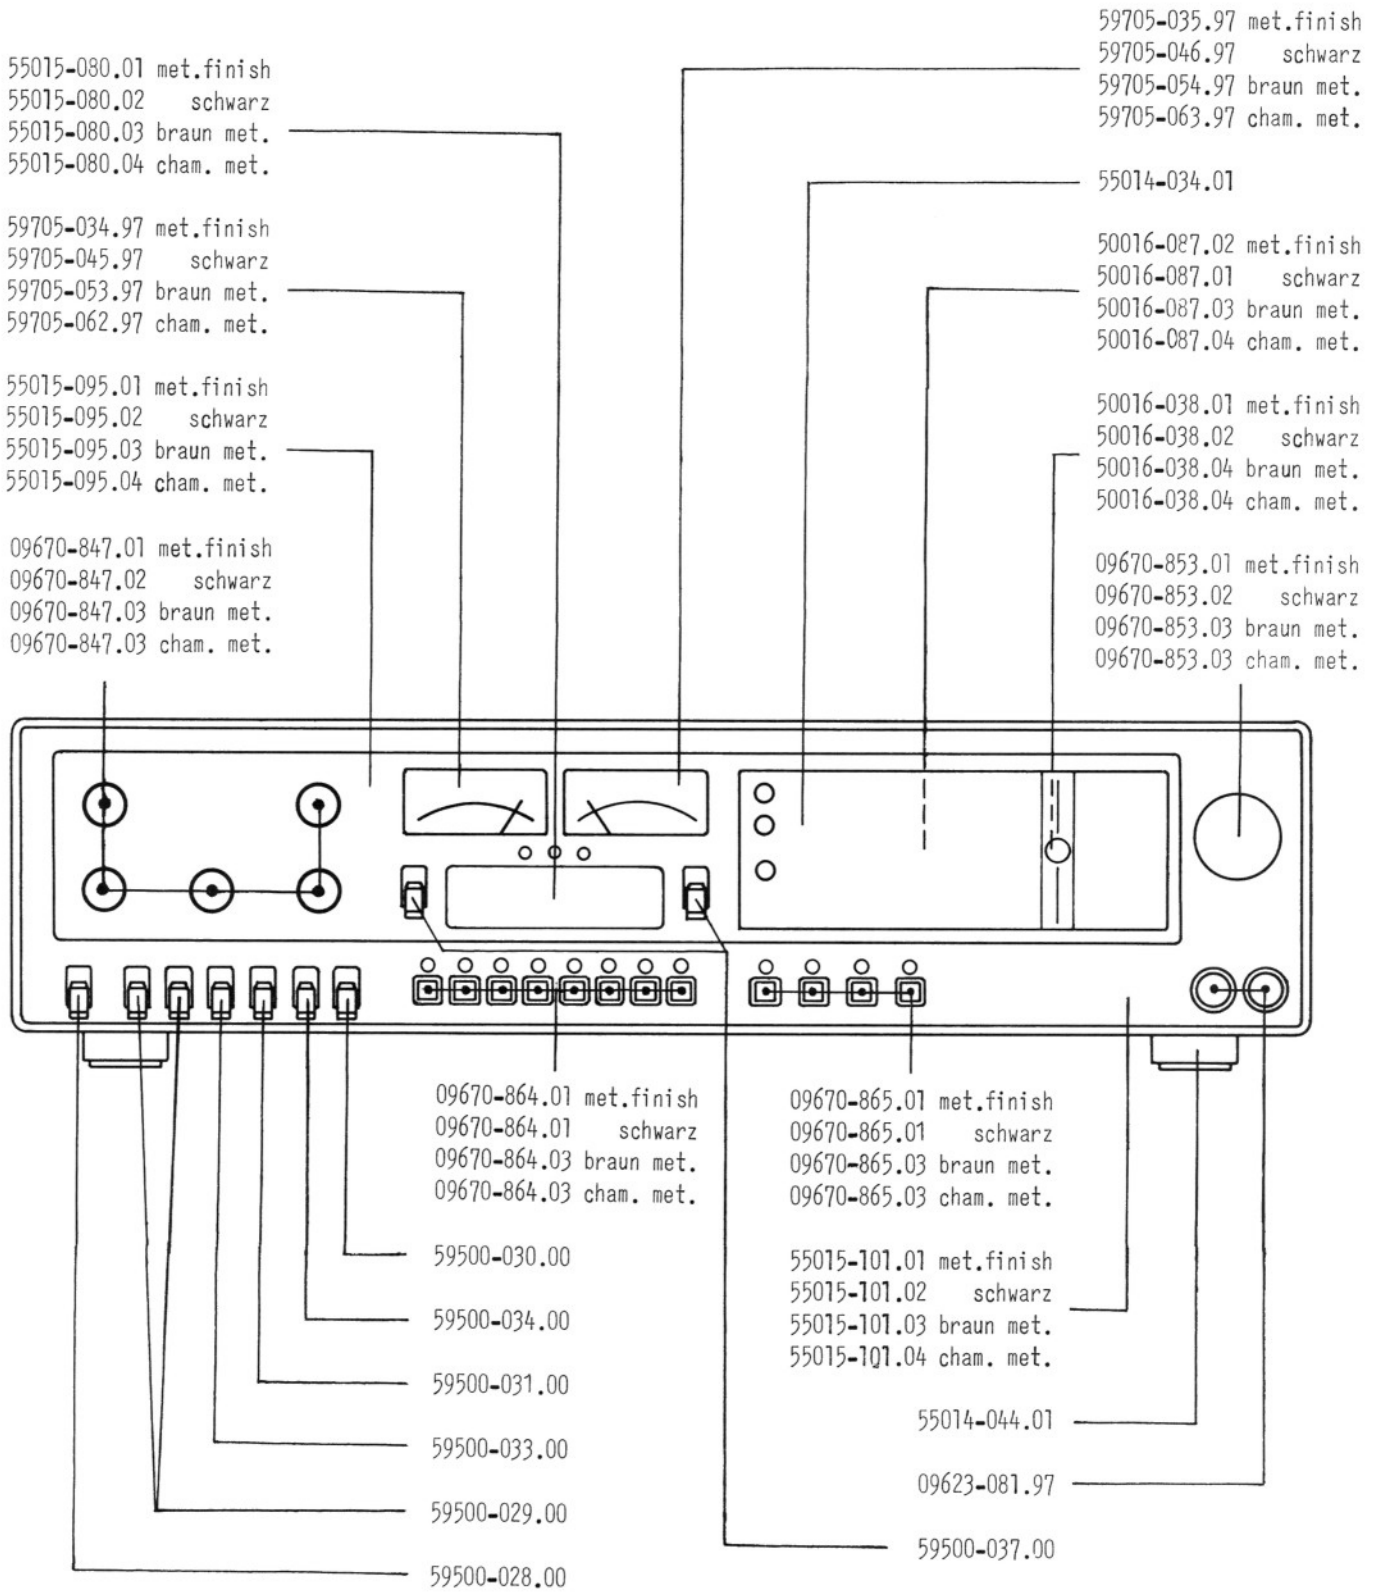 55015-080.01 met.finish
55015-080.02 schwarz
55015-080.03 braun met.
55015-080.04 cham. met.
59705-034.97 met.finish
59705-045.97 schwarz
59705-053.97 braun met.
59705-062.97 cham. met.
55015-095.01 met.finish
55015-095.02 schwarz
55015-095.03 braun met.
55015-095.04 cham. met.
09670-847.01 met.finish
09670-847.02 schwarz
09670-847.03 braun met.
09670-847.03 cham. met.
59705-035.97 met.finish
59705-046.97 schwarz
59705-054.97 braun met.
59705-063.97 cham. met.
55014-034.01
50016-087.02 met.finish
50016-087.01 schwarz
50016-087.03 braun met.
50016-087.04 cham. met.
50016-038.01 met.finish
50016-038.02 schwarz
50016-038.04 braun met.
50016-038.04 cham. met.
09670-853.01 met.finish
09670-853.02 schwarz
09670-853.03 braun met.
09670-853.03 cham. met.
09670-864.01 met.finish
09670-864.01 schwarz
09670-864.03 braun met.
09670-864.03 cham. met.
59500-030.00
59500-034.00
59500-031.00
59500-033.00
59500-029.00
59500-028.00
09670-865.01 met.finish
09670-865.01 schwarz
09670-865.03 braun met.
09670-865.03 cham. met.
55015-101.01 met.finish
55015-101.02 schwarz
55015-101.03 braun met.
55015-101.04 cham. met.
55014-044.01
09623-081.97
59500-037.00